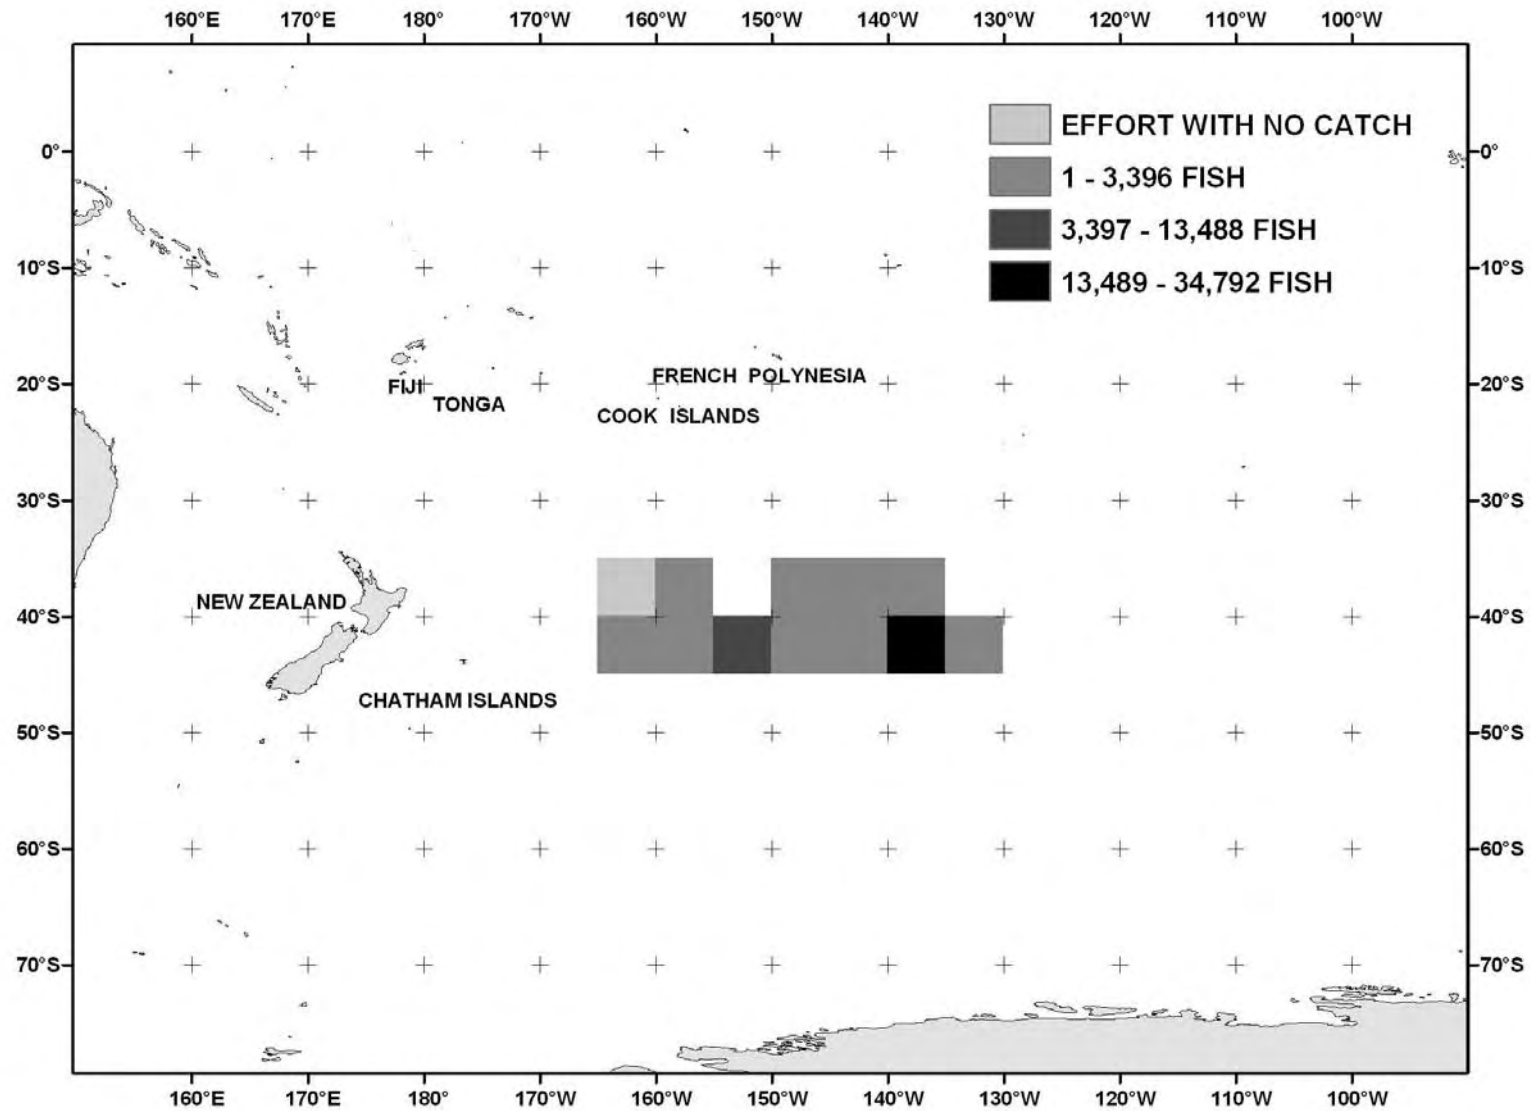 160°E 170°E 180° 170°W 160°W 150°W 140°W 130°W 120°W 110°W 100°W
EFFORT WITH NO CATCH
0° 0°
1 - 3,396 FISH
3,397 - 13,488 FISH
10°S 10°S
13,489 - 34,792 FISH
FRENCH POLYNESIA
20°S 20°S
FIJI
TONGA
COOK ISLANDS
30°S 30°S
NEW ZEALAND
40°S 40°S
CHATHAM ISLANDS
50°S 50°S
60°S 60°S
70°S 70°S
160°E 170°E 180° 170°W 160°W 150°W 140°W 130°W 120°W 110°W 100°W